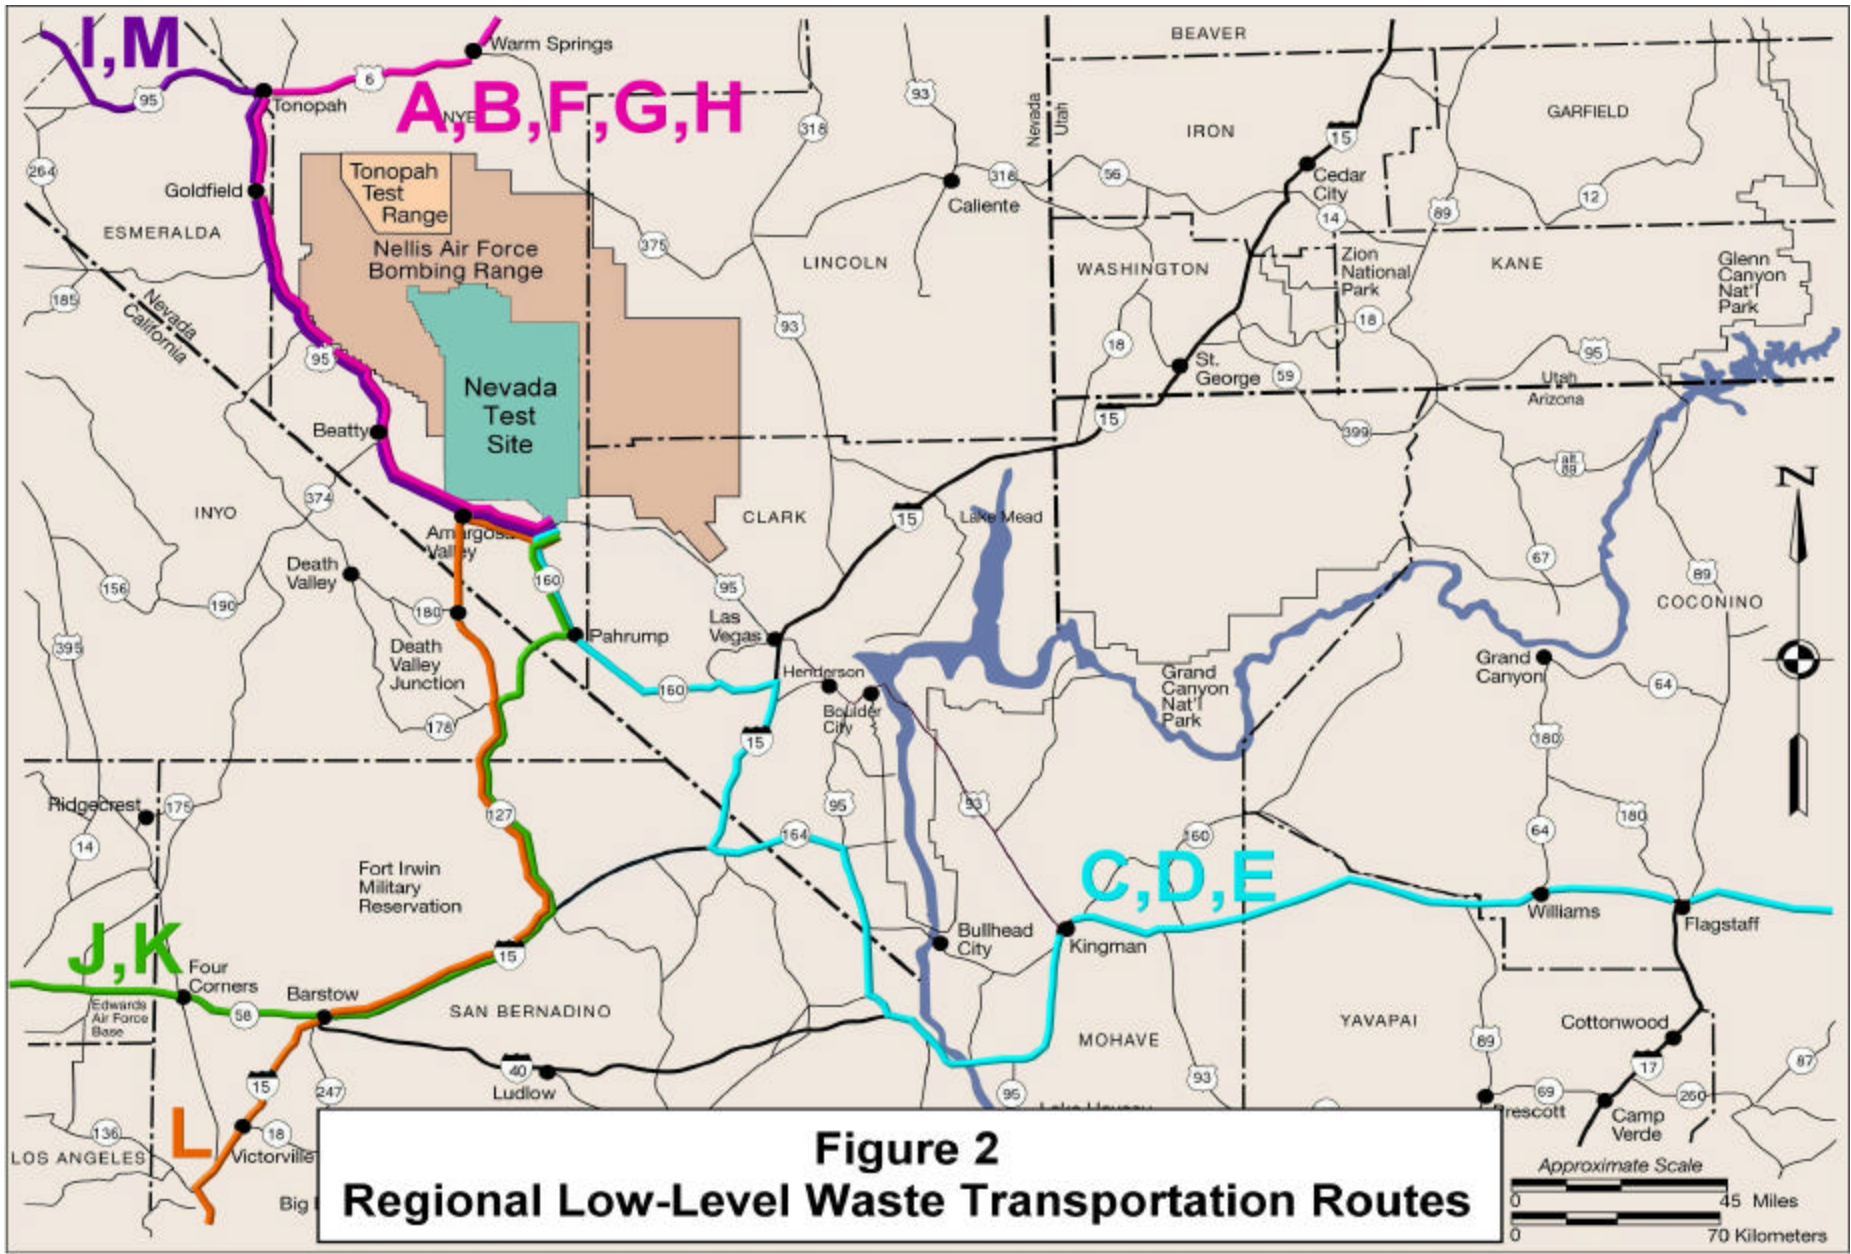 I,M
Warm Springs
6
95
Tonopah
A,B,F,G,H
NYE
93
318
Nevada
Utah
BEAVER
IRON
GARFIELD
15
264
Goldfield
ESMERALDA
Tonopah
Test
Range
Nellis Air Force
Bombing Range
375
Caliente
318
56
Cedar
City
14
89
12
LINCOLN
WASHINGTON
Zion
National
Park
KANE
Glenn
Canyon
Nat'l
Park
185
Nevada
California
95
93
18
18
St.
George
59
95
Utah
Arizona
15
399
alt.
89
Nevada
Test
Site
Beatty
374
INYO
CLARK
15
Lake Mead
N
Amargosa
Valley
Death
Valley
156
190
180
160
95
67
89
COCONINO
395
Las
Vegas
Pahrump
Death
Valley
Junction
178
160
Henderson
Boulder
City
Grand
Canyon
Nat'l
Park
Grand
Canyon
64
15
180
Ridgecrest
175
14
127
95
164
93
160
64
180
Fort Irwin
Military
Reservation
C,D,E
Williams
Flagstaff
J,K
Four
Corners
Edwards
Air Force
Base
58
Barstow
15
Bullhead
City
Kingman
SAN BERNADINO
MOHAVE
YAVAPAI
Cottonwood
89
17
87
40
Ludlow
15
247
95
93
69
260
Prescott
Camp
Verde
136
L
18
Victorville
LOS ANGELES
Big
Figure 2
Regional Low-Level Waste Transportation Routes
Approximate Scale
0 45 Miles
0 70 Kilometers